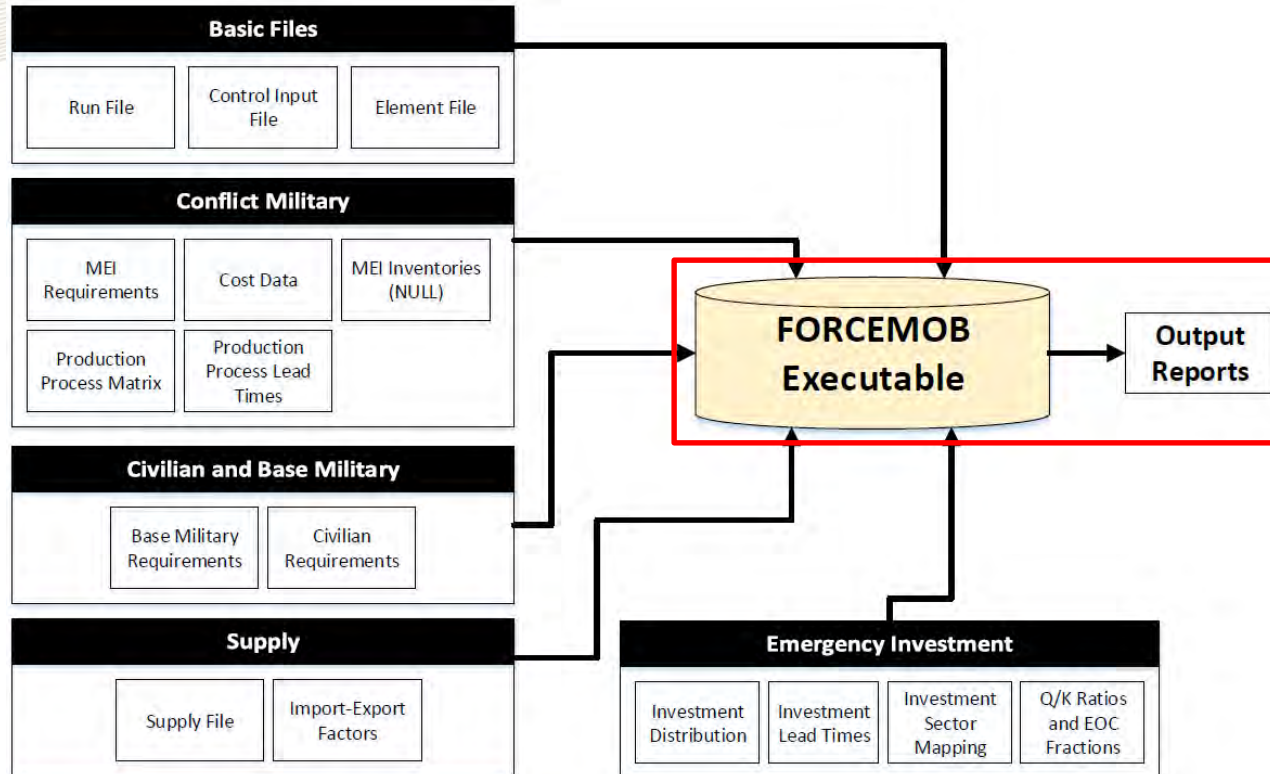 Basic Files
Run File
Control Input
File
Element File
Conflict Military
MEI
Requirements
Cost Data
MEI Inventories
(NULL)
Production
Process Matrix
Production
Process Lead
Times
FORCEMOB
Executable
Output
Reports
Civilian and Base Military
Base Military
Requirements
Civilian
Requirements
Supply
Supply File
Import-Export
Factors
Emergency Investment
Investment
Distribution
Investment
Lead Times
Investment
Sector
Mapping
Q/K Ratios
and EOC
Fractions